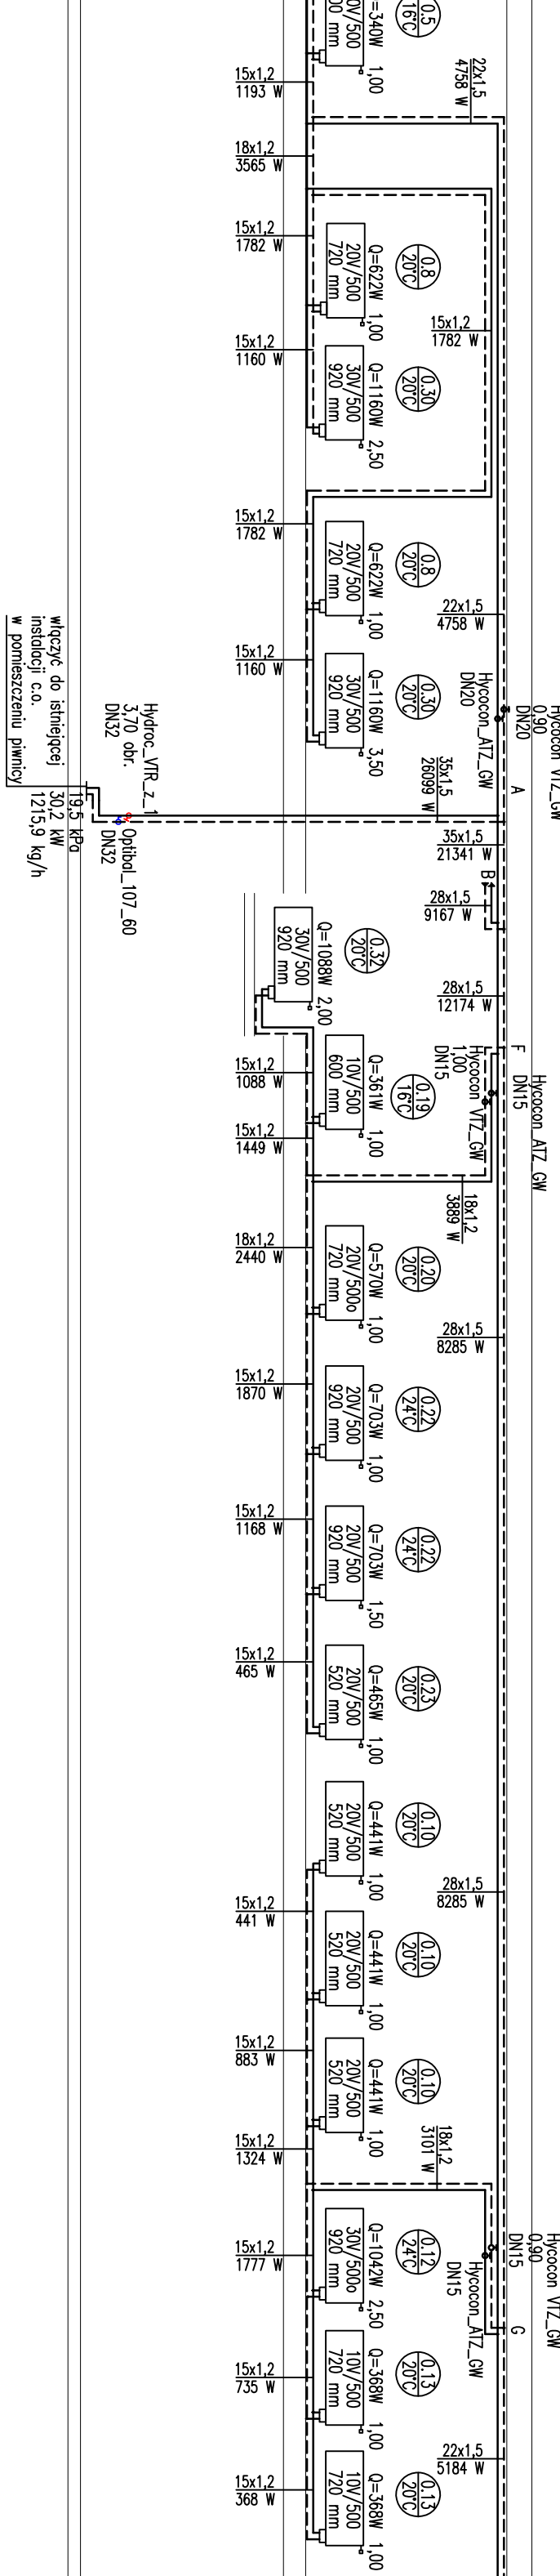 0.5
16°C
=340W
20V/500
1,00
15x1,2
1193 W
22x1,5
4758 W
18x1,2
3565 W
15x1,2
1782 W
0.8
20°C
Q=622W
1,00
20V/500
720 mm
15x1,2
1782 W
15x1,2
1160 W
0.30
20°C
Q=1160W
2,50
30V/500
920 mm
15x1,2
1782 W
0.8
20°C
Q=622W
1,00
20V/500
720 mm
22x1,5
4758 W
15x1,2
1160 W
0.30
20°C
Q=1160W
3,50
30V/500
920 mm
Hycocon_ATZ_GW
DN20
Hycocon VTZ_GW
0,90
DN20
A
35x1,5
26099 W
Hydroc_VTR_z_1
3,70 obr.
DN32
Optibal_107_60
DN32
włączyć do istniejącej
instalacji c.o.
w pomieszczeniu piwnicy
19,5 kPa
30,2 kW
1215,9 kg/h
35x1,5
21341 W
B
28x1,5
9167 W
0.32
20°C
Q=1088W
2,00
30V/500
920 mm
28x1,5
12174 W
F
Hycocon_ATZ_GW
DN15
Hycocon VTZ_GW
1,00
DN15
15x1,2
1088 W
0.19
16°C
Q=361W
1,00
10V/500
600 mm
15x1,2
1449 W
18x1,2
3889 W
18x1,2
2440 W
0.20
20°C
Q=570W
1,00
20V/500o
720 mm
28x1,5
8285 W
15x1,2
1870 W
0.22
24°C
Q=703W
1,00
20V/500
920 mm
15x1,2
1168 W
0.22
24°C
Q=703W
1,50
20V/500
920 mm
15x1,2
465 W
0.23
20°C
Q=465W
1,00
20V/500
520 mm
0.10
20°C
Q=441W
1,00
20V/500
520 mm
28x1,5
8285 W
15x1,2
441 W
0.10
20°C
Q=441W
1,00
20V/500
520 mm
15x1,2
883 W
0.10
20°C
Q=441W
1,00
20V/500
520 mm
15x1,2
1324 W
18x1,2
3101 W
15x1,2
1777 W
0.12
24°C
Q=1042W
2,50
30V/500o
920 mm
Hycocon VTZ_GW
0,90
DN15
Hycocon_ATZ_GW
DN15
G
15x1,2
735 W
0.13
20°C
Q=368W
1,00
10V/500
720 mm
22x1,5
5184 W
15x1,2
368 W
0.13
20°C
Q=368W
1,00
10V/500
720 mm